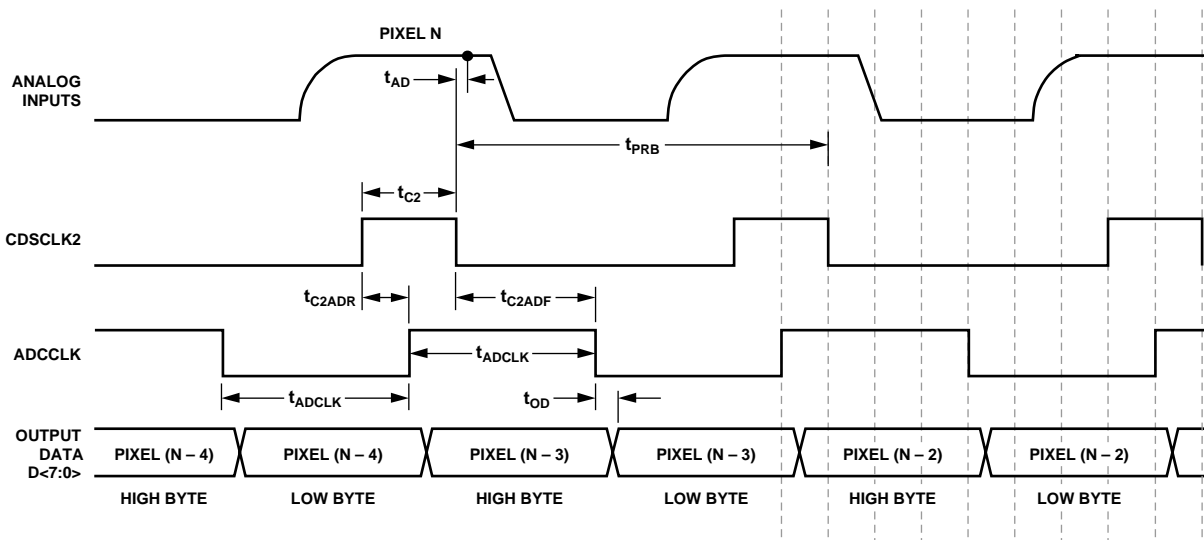 PIXEL N
ANALOG
INPUTS
tAD
tPRB
tC2
CDSCLK2
tC2ADR
tC2ADF
ADCCLK
tADCLK
tADCLK
tOD
OUTPUT
DATA
D<7:0>
PIXEL (N – 4) PIXEL (N – 4) PIXEL (N – 3) PIXEL (N – 3) PIXEL (N – 2) PIXEL (N – 2)
HIGH BYTE LOW BYTE HIGH BYTE LOW BYTE HIGH BYTE LOW BYTE